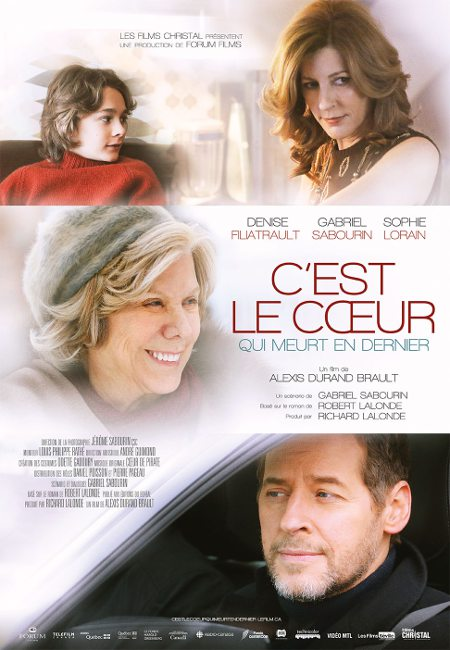 LES FILMS CHRISTAL PRÉSENTENT
UNE PRODUCTION DE FORUM FILMS
DENISE FILIATRAULT
GABRIEL SABOURIN
SOPHIE LORAIN
C'EST
LE CŒUR
QUI MEURT EN DERNIER
Un film de
ALEXIS DURAND BRAULT
Un scénario de GABRIEL SABOURIN
Basé sur le roman de ROBERT LALONDE
Produit par RICHARD LALONDE
DIRECTION DE LA PHOTOGRAPHIE JÉRÔME SABOURIN CSC
MONTEUR LOUIS PHILIPPE RATHÉ DIRECTION ARTISTIQUE ANDRÉ GUIMOND
CRÉATION DES COSTUMES ODETTE GADOURY MUSIQUE ORIGINALE CŒUR DE PIRATE
DISTRIBUTION DES RÔLES DANIEL POISSON ET PIERRE PAGEAU
SCÉNARIO ET DIALOGUES GABRIEL SABOURIN
BASÉ SUR LE ROMAN DE ROBERT LALONDE PUBLIÉ AUX ÉDITIONS DU BORÉAL
PRODUIT PAR RICHARD LALONDE UN FILM DE ALEXIS DURAND BRAULT
CESTLECOEURQUIMEURTENDERNIER-LEFILM.CA
FORUM
TELEFILM
Québec
Québec
Canada
RADIO-CANADA
technicolor
VIDÉO MTL
Les Films Séville
CHRISTAL